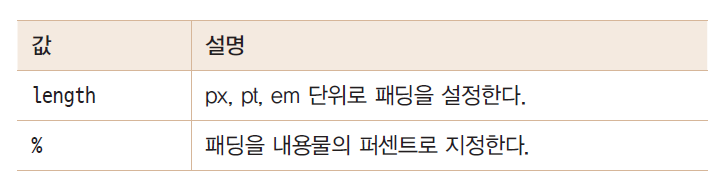 값 설명
length px, pt, em 단위로 패딩을 설정한다.
% 패딩을 내용물의 퍼센트로 지정한다.